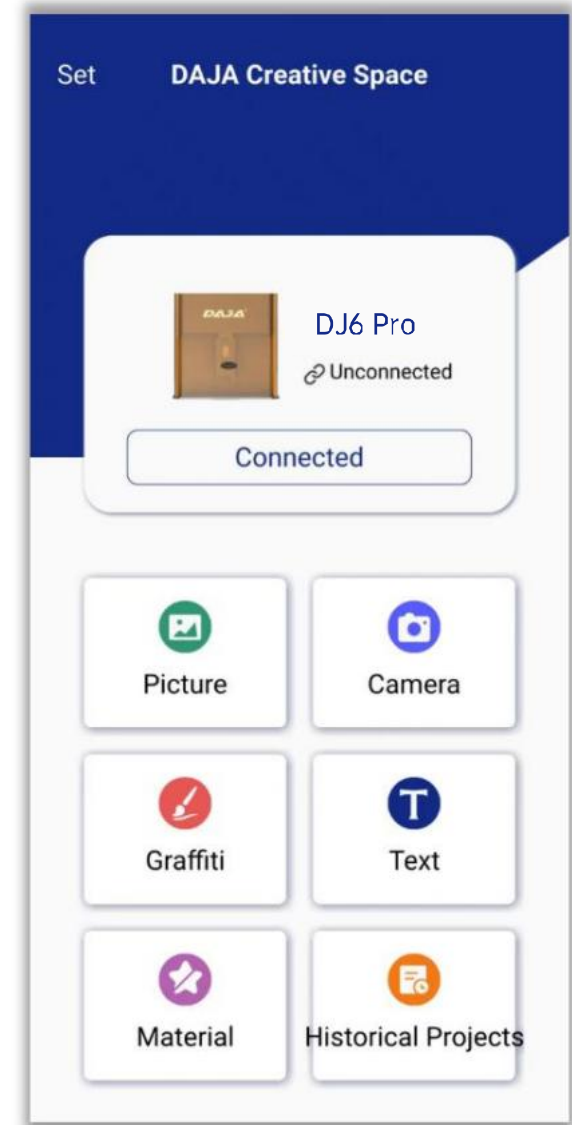 Set DAJA Creative Space
DAJA
DJ6 Pro
Unconnected
Connected
Picture Camera
Graffiti Text
Material Historical Projects